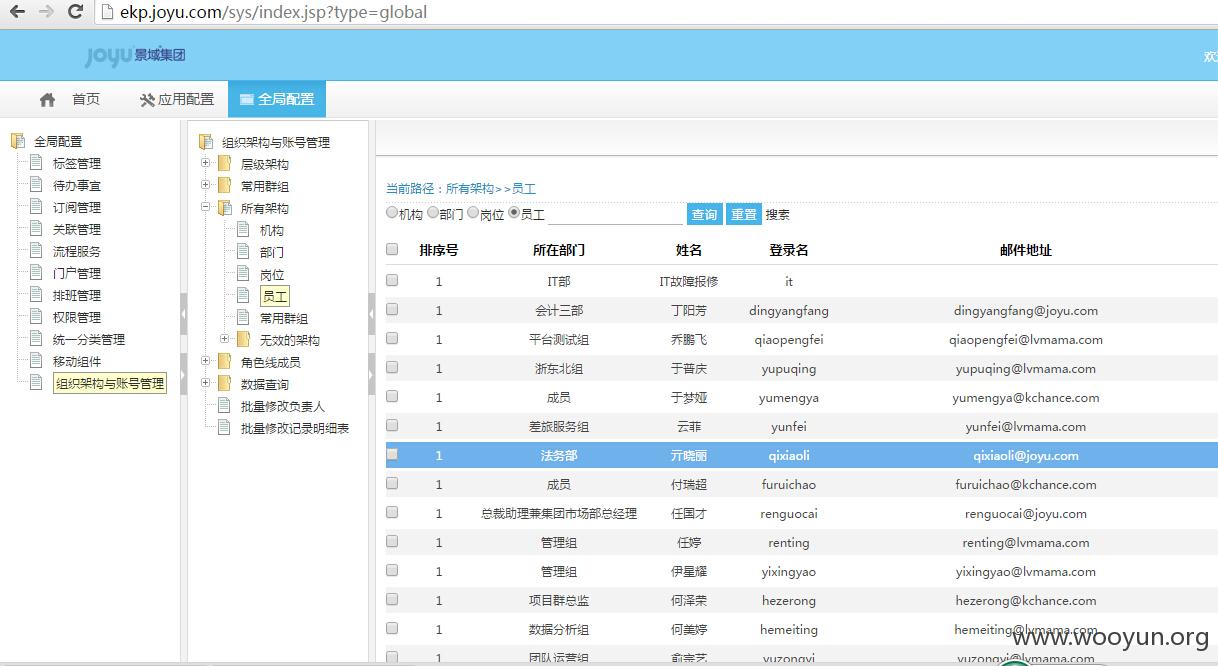 ekp.joyu.com/sys/index.jsp?type=global
joyu景域集团
欢
首页 应用配置 全局配置
全局配置
标签管理
待办事宜
订阅管理
关联管理
流程服务
门户管理
排班管理
权限管理
统一分类管理
移动组件
组织架构与账号管理
组织架构与账号管理
层级架构
常用群组
所有架构
机构
部门
岗位
员工
常用群组
无效的架构
角色线成员
数据查询
批量修改负责人
批量修改记录明细表
当前路径：所有架构>>员工
机构 部门 岗位 员工 查询 重置 搜索
排序号 所在部门 姓名 登录名 邮件地址
1 IT部 IT故障报修 it
1 会计三部 丁阳芳 dingyangfang dingyangfang@joyu.com
1 平台测试组 乔鹏飞 qiaopengfei qiaopengfei@lvmama.com
1 浙东北组 于普庆 yupuqing yupuqing@lvmama.com
1 成员 于梦娅 yumengya yumengya@kchance.com
1 差旅服务组 云菲 yunfei yunfei@lvmama.com
1 法务部 亓晓丽 qixiaoli qixiaoli@joyu.com
1 成员 付瑞超 furuichao furuichao@kchance.com
1 总裁助理兼集团市场部总经理 任国才 renguocai renguocai@joyu.com
1 管理组 任婷 renting renting@lvmama.com
1 管理组 伊星耀 yixingyao yixingyao@lvmama.com
1 项目群总监 何泽荣 hezerong hezerong@kchance.com
1 数据分析组 何美婷 hemeiting hemeiting@lvmama.com
1 团队运营组 俞宗艺 yuzongyi yuzongyi@lvmama.com
www.wooyun.org